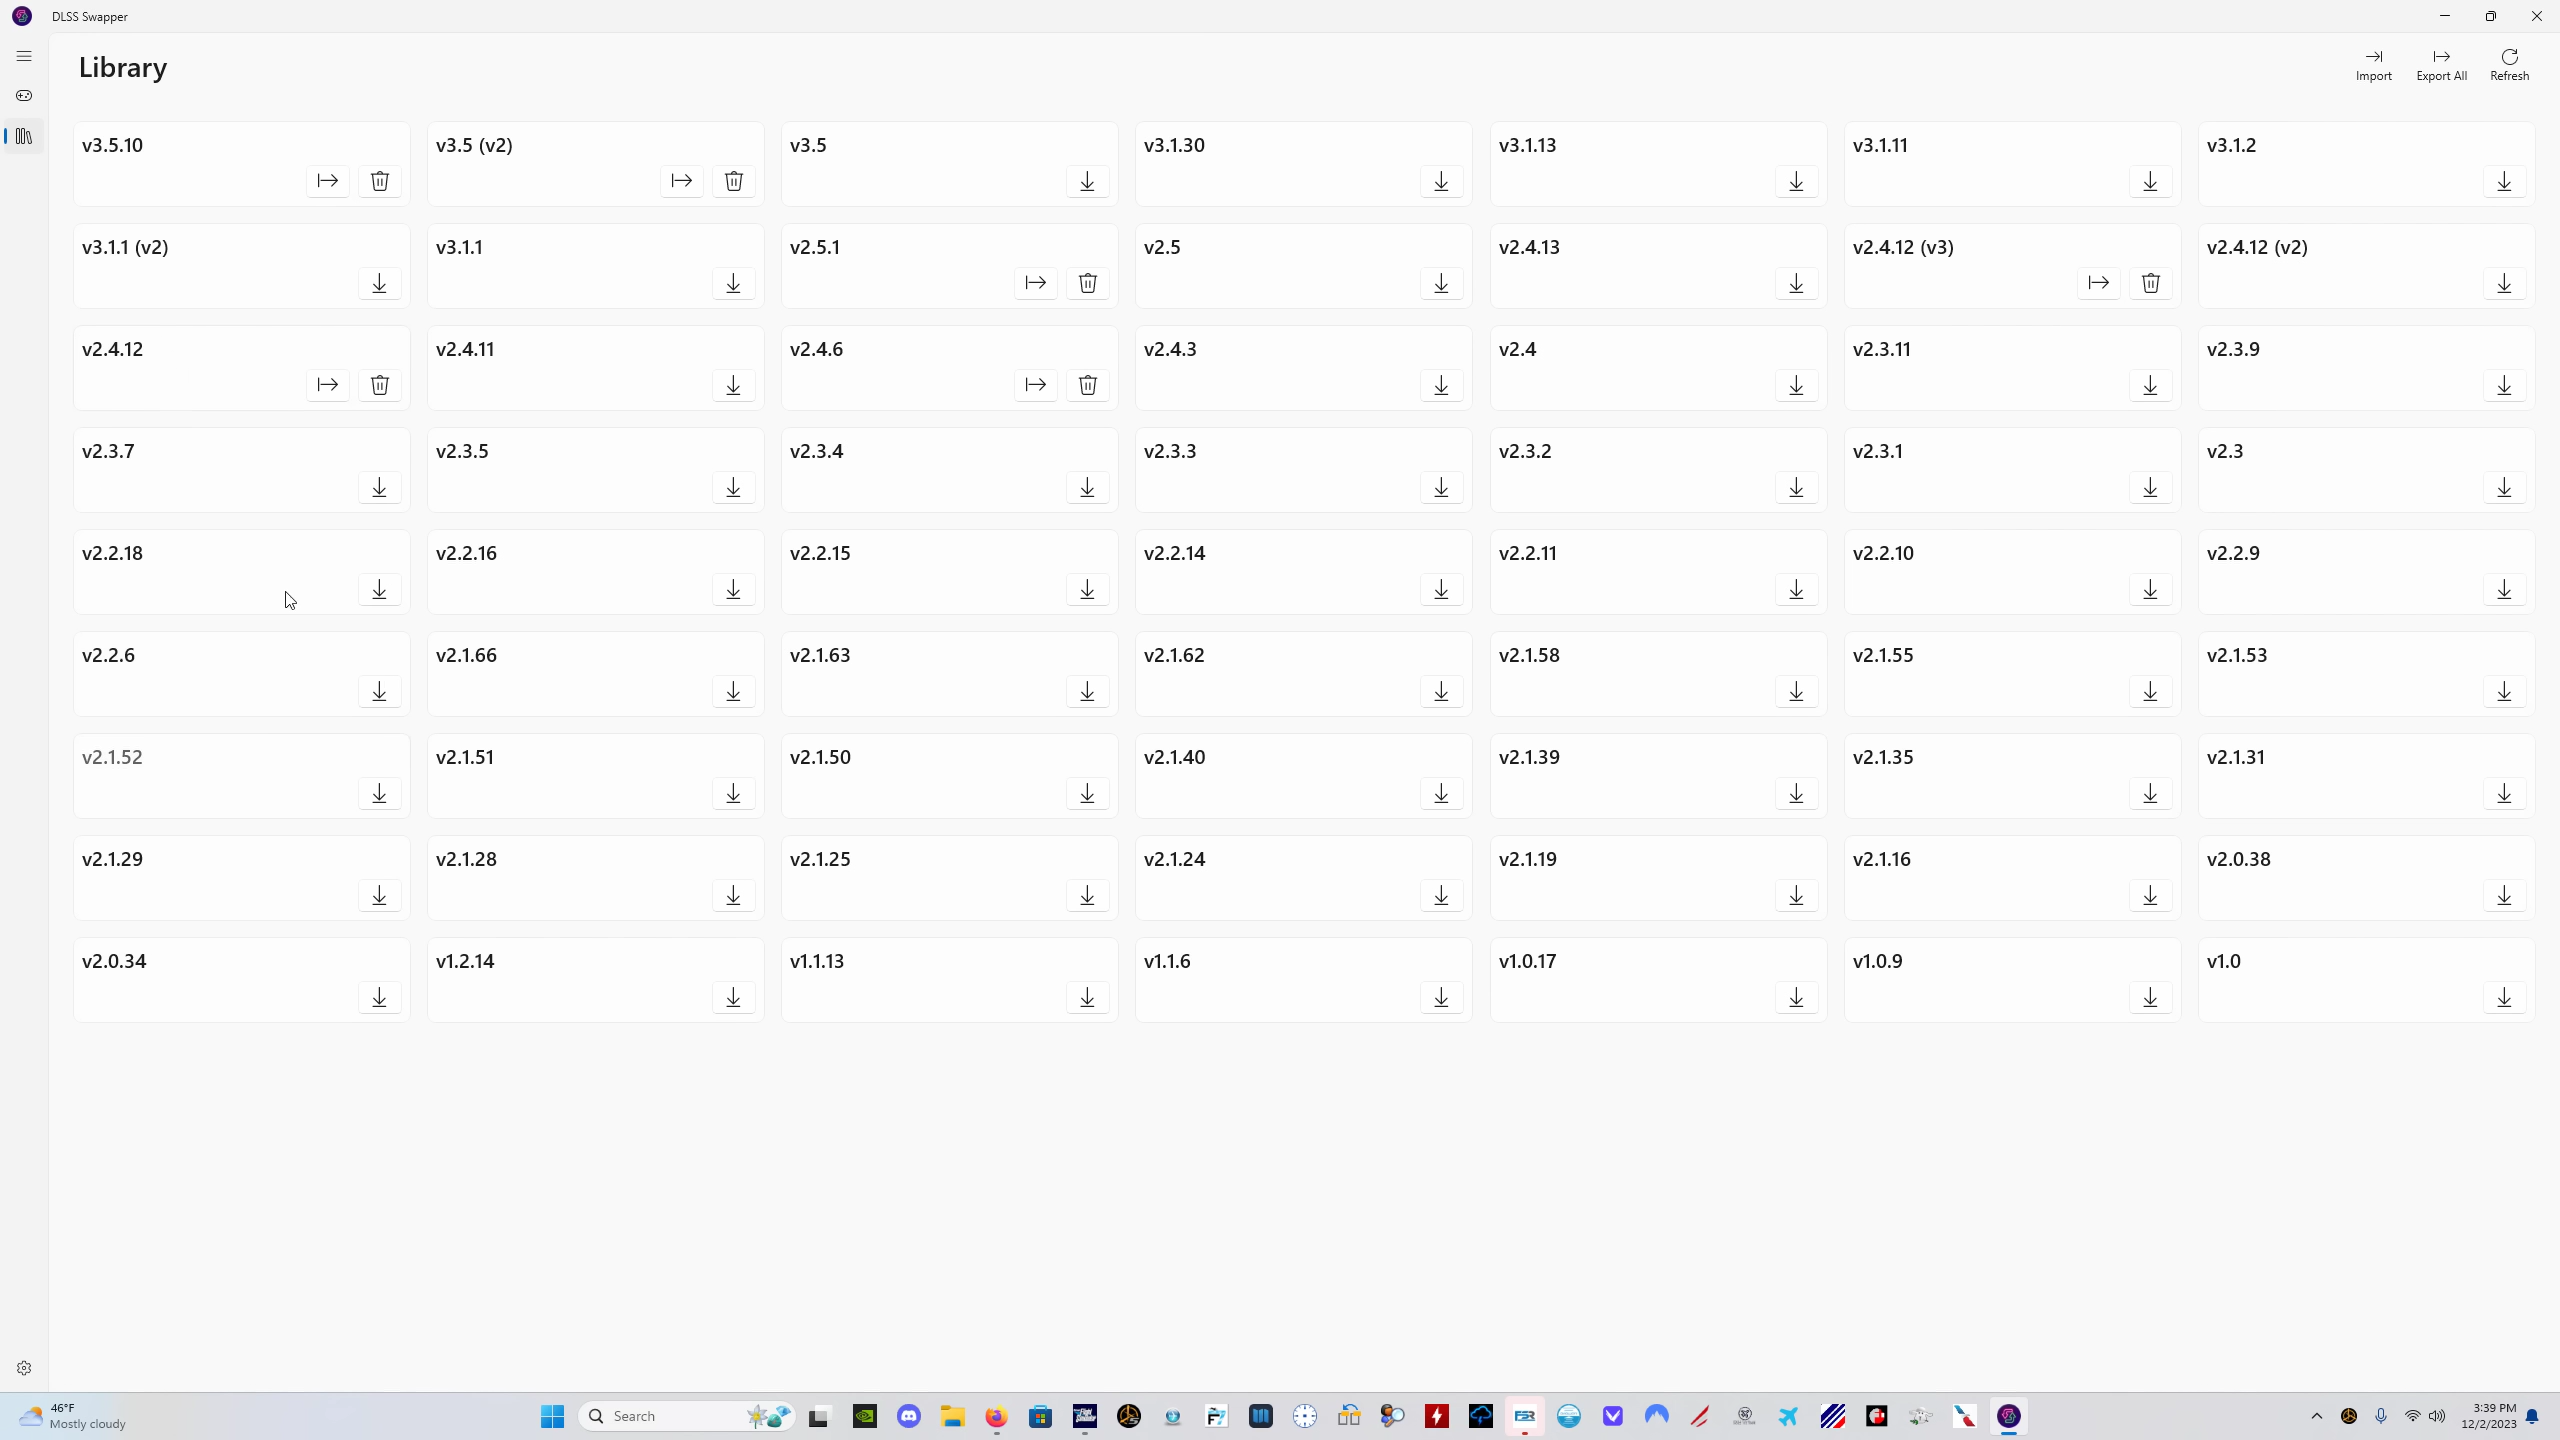 DLSS Swapper
Library
Import
Export All
Refresh
v3.5.10
v3.5 (v2)
v3.5
v3.1.30
v3.1.13
v3.1.11
v3.1.2
v3.1.1 (v2)
v3.1.1
v2.5.1
v2.5
v2.4.13
v2.4.12 (v3)
v2.4.12 (v2)
v2.4.12
v2.4.11
v2.4.6
v2.4.3
v2.4
v2.3.11
v2.3.9
v2.3.7
v2.3.5
v2.3.4
v2.3.3
v2.3.2
v2.3.1
v2.3
v2.2.18
v2.2.16
v2.2.15
v2.2.14
v2.2.11
v2.2.10
v2.2.9
v2.2.6
v2.1.66
v2.1.63
v2.1.62
v2.1.58
v2.1.55
v2.1.53
v2.1.52
v2.1.51
v2.1.50
v2.1.40
v2.1.39
v2.1.35
v2.1.31
v2.1.29
v2.1.28
v2.1.25
v2.1.24
v2.1.19
v2.1.16
v2.0.38
v2.0.34
v1.2.14
v1.1.13
v1.1.6
v1.0.17
v1.0.9
v1.0
46°F
Mostly cloudy
Search
FSR
3:39 PM
12/2/2023